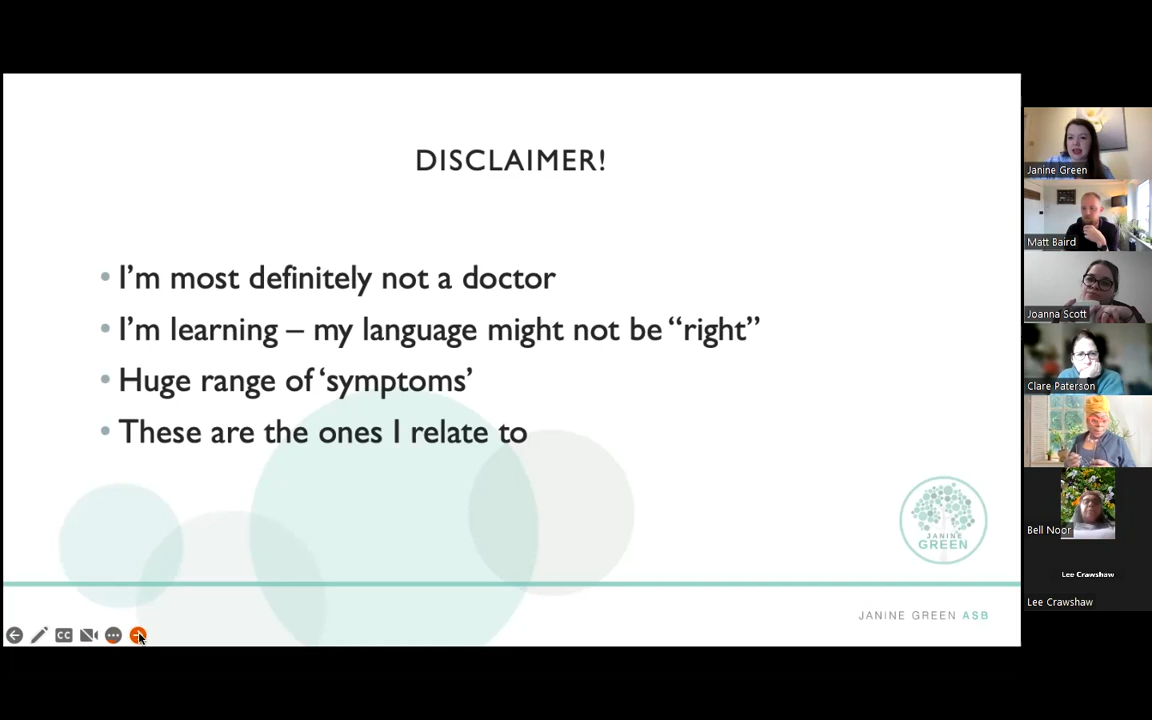 DISCLAIMER!
• I’m most definitely not a doctor
• I’m learning – my language might not be “right”
• Huge range of ‘symptoms’
• These are the ones I relate to
JANINE
GREEN
JANINE GREEN ASB
CC
Janine Green
Matt Baird
Joanna Scott
Clare Paterson
Bell Noor
Lee Crawshaw
Lee Crawshaw